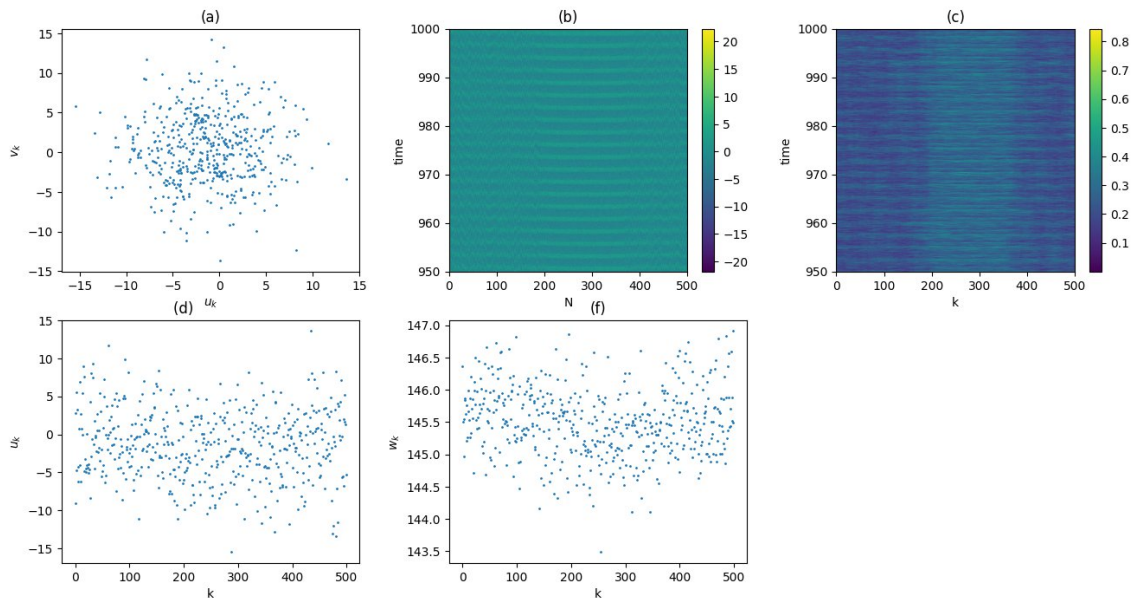 (a)
15
10
5
0
−5
−10
−15
v_k
−15 −10 −5 0 5 10 15
u_k
(b)
1000
990
980
970
960
950
time
0 100 200 300 400 500
N
20
15
10
5
0
−5
−10
−15
−20
(c)
1000
990
980
970
960
950
time
0 100 200 300 400 500
k
0.8
0.7
0.6
0.5
0.4
0.3
0.2
0.1
(d)
15
10
5
0
−5
−10
−15
u_k
0 100 200 300 400 500
k
(f)
147.0
146.5
146.0
145.5
145.0
144.5
144.0
143.5
w_k
0 100 200 300 400 500
k